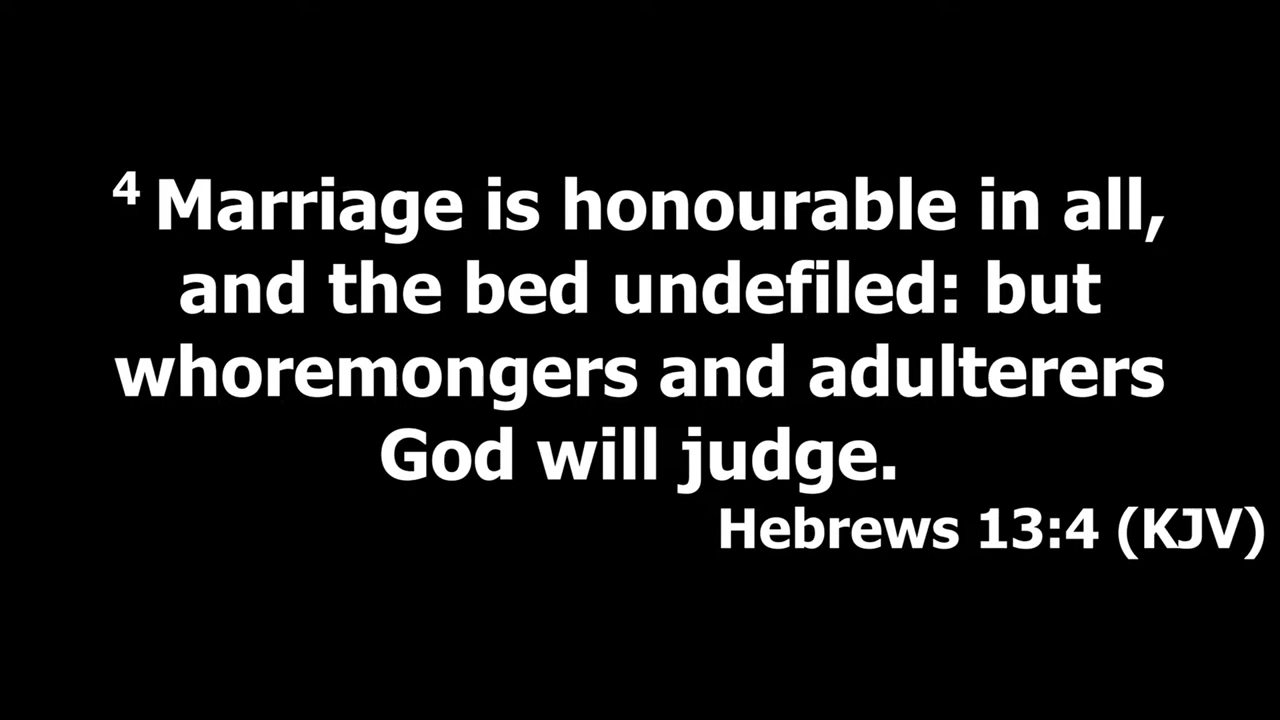 4 Marriage is honourable in all,
and the bed undefiled: but
whoremongers and adulterers
God will judge.
Hebrews 13:4 (KJV)